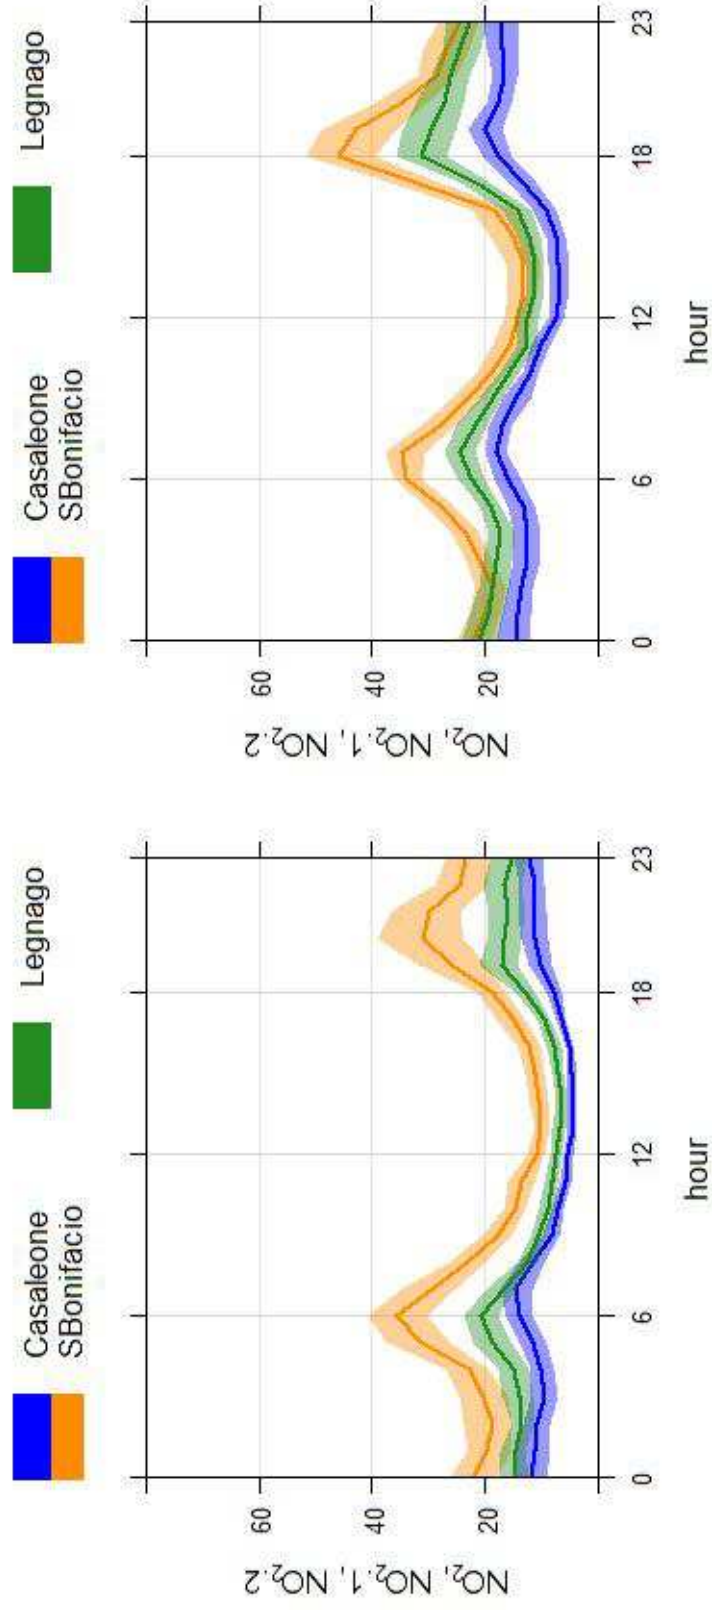 Casaleone Legnago
SBonifacio
NO₂, NO₂.1, NO₂.2
60
40
20
0 6 12 18 23
hour
Casaleone Legnago
SBonifacio
NO₂, NO₂.1, NO₂.2
60
40
20
0 6 12 18 23
hour